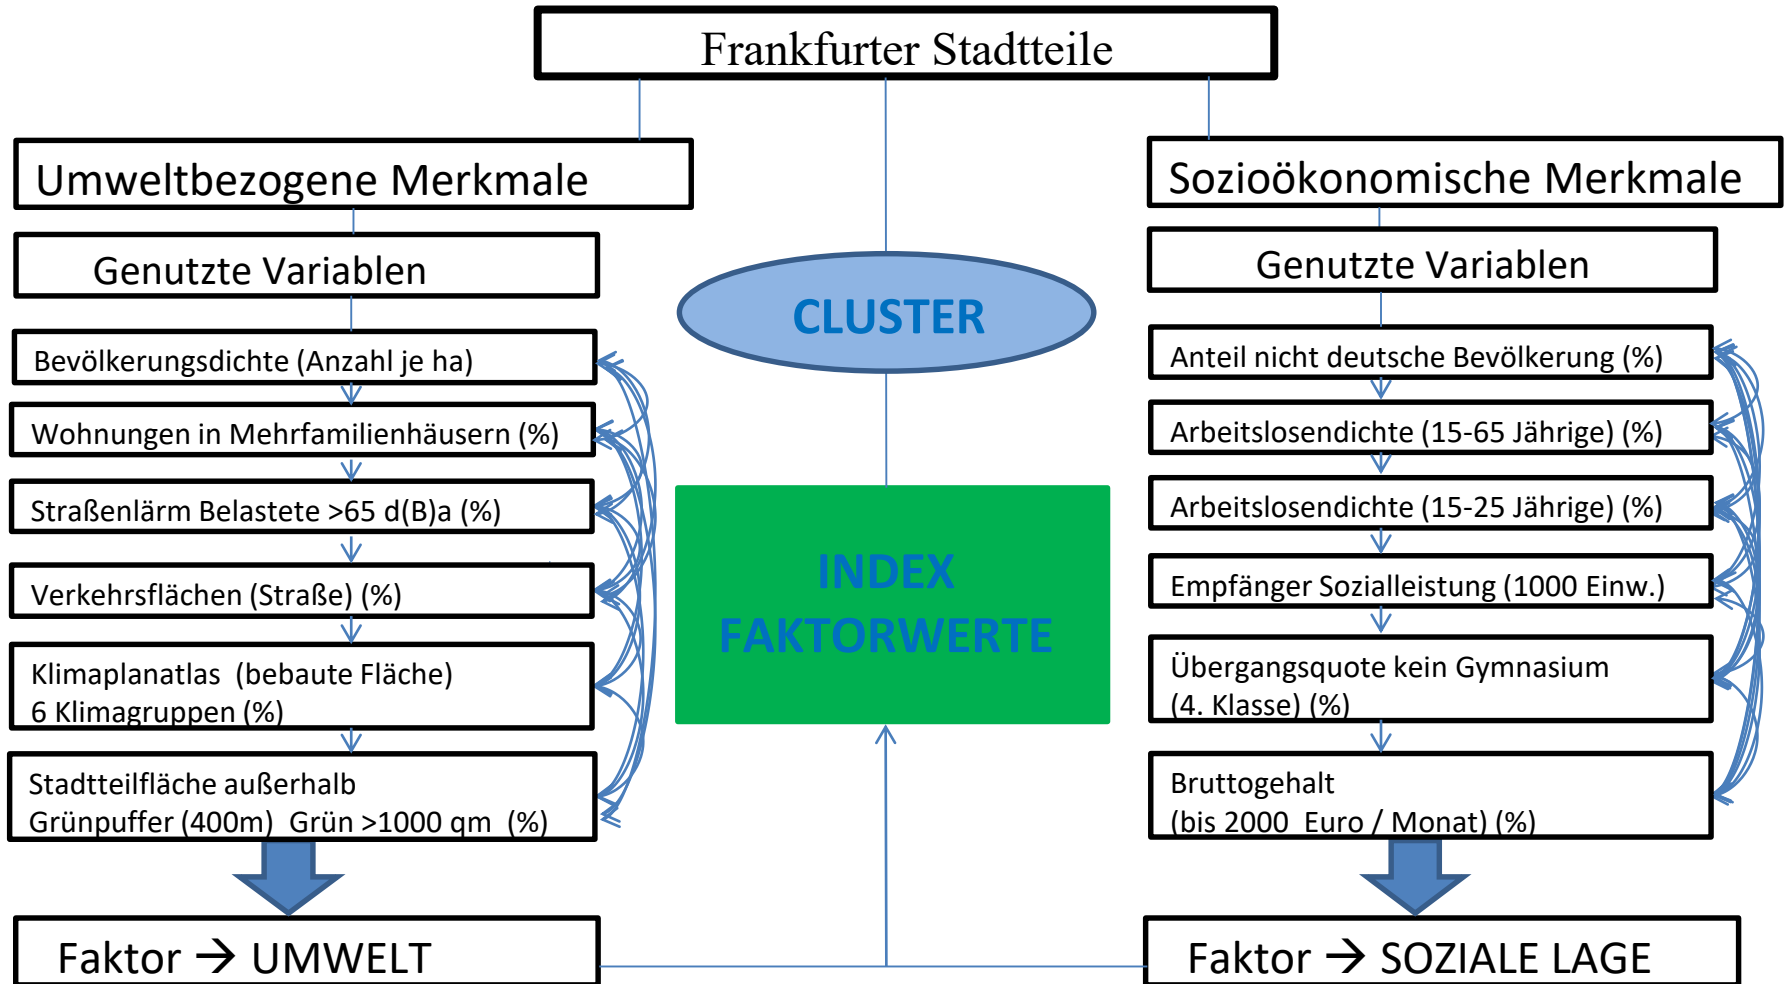 Frankfurter Stadtteile
Umweltbezogene Merkmale
Genutzte Variablen
Bevölkerungsdichte (Anzahl je ha)
Wohnungen in Mehrfamilienhäusern (%)
Straßenlärm Belastete >65 d(B)a (%)
Verkehrsflächen (Straße) (%)
Klimaplanatlas (bebaute Fläche)
6 Klimagruppen (%)
Stadtteilfläche außerhalb
Grünpuffer (400m) Grün >1000 qm (%)
Faktor → UMWELT
CLUSTER
INDEX
FAKTORWERTE
Sozioökonomische Merkmale
Genutzte Variablen
Anteil nicht deutsche Bevölkerung (%)
Arbeitslosendichte (15-65 Jährige) (%)
Arbeitslosendichte (15-25 Jährige) (%)
Empfänger Sozialleistung (1000 Einw.)
Übergangsquote kein Gymnasium
(4. Klasse) (%)
Bruttogehalt
(bis 2000 Euro / Monat) (%)
Faktor → SOZIALE LAGE